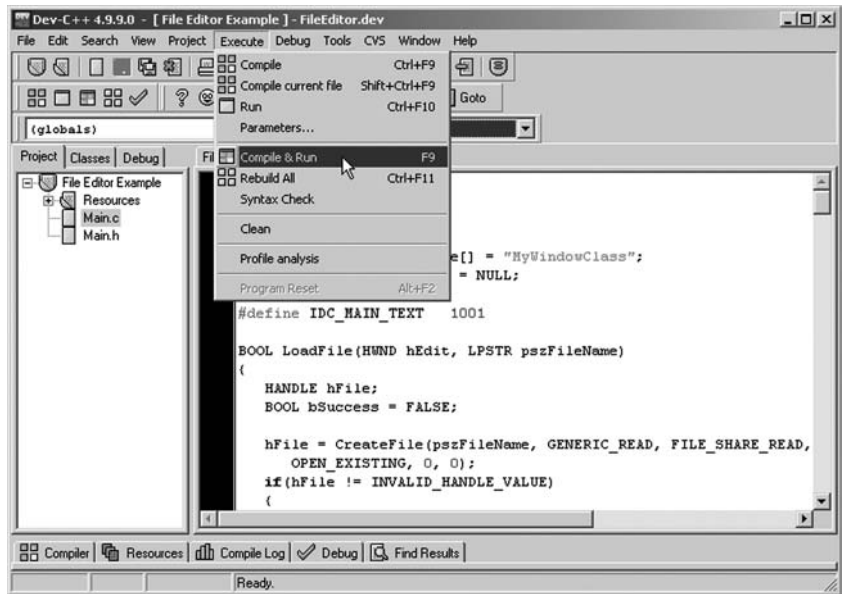 Dev-C++ 4.9.9.0 - [ File Editor Example ] - FileEditor.dev
File Edit Search View Project Execute Debug Tools CVS Window Help
Compile Ctrl+F9
Compile current file Shift+Ctrl+F9
Run Ctrl+F10
Parameters...
Compile & Run F9
Rebuild All Ctrl+F11
Syntax Check
Clean
Profile analysis
Program Reset Alt+F2
Goto
(globals)
Project Classes Debug
File Editor Example
Resources
Main.c
Main.h
e[] = "MyWindowClass";
= NULL;
#define IDC_MAIN_TEXT 1001
BOOL LoadFile(HWND hEdit, LPSTR pszFileName)
{
HANDLE hFile;
BOOL bSuccess = FALSE;
hFile = CreateFile(pszFileName, GENERIC_READ, FILE_SHARE_READ,
OPEN_EXISTING, 0, 0);
if(hFile != INVALID_HANDLE_VALUE)
{
Compiler Resources Compile Log Debug Find Results
Ready.